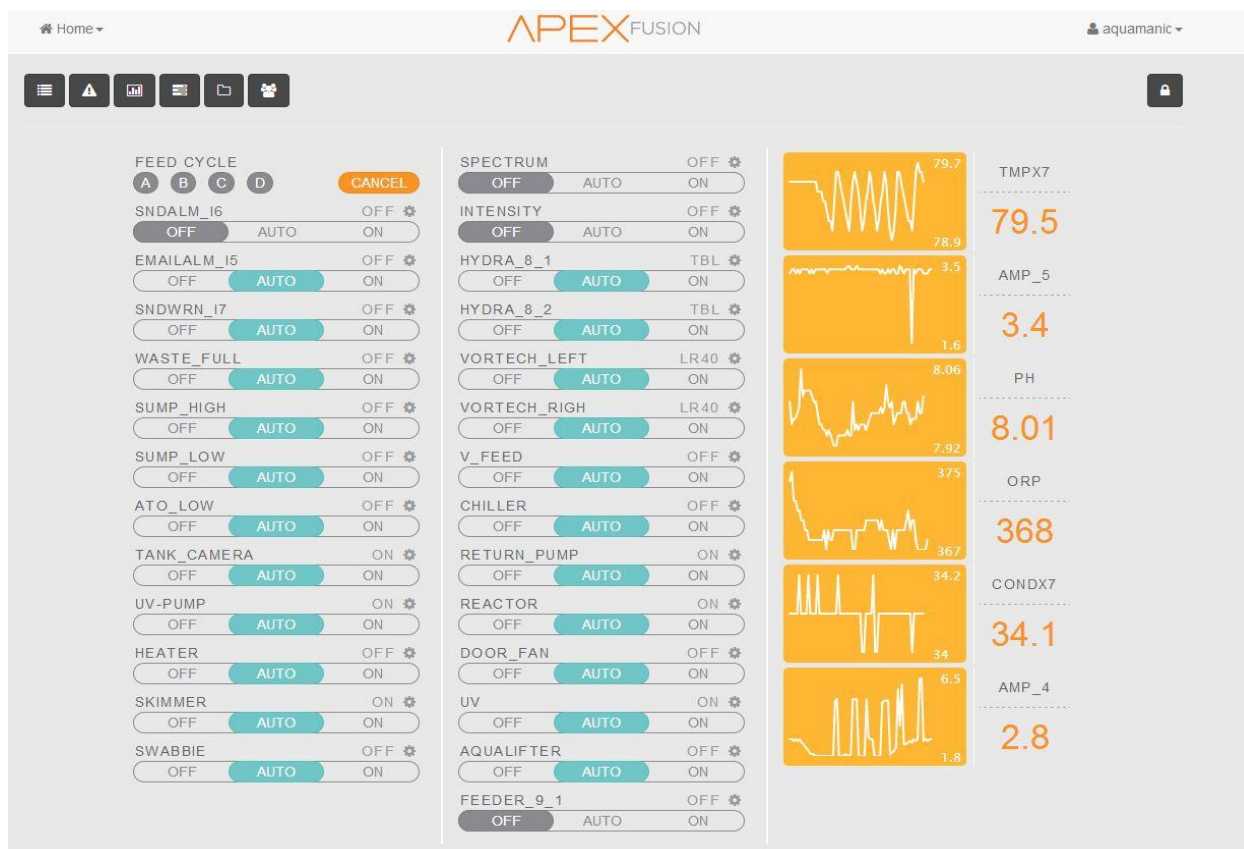 Home
APEX FUSION
aquamanic
FEED CYCLE
A B C D CANCEL
SNDALM_I6 OFF
OFF AUTO ON
EMAILALM_I5 OFF
OFF AUTO ON
SNDWRN_I7 OFF
OFF AUTO ON
WASTE_FULL OFF
OFF AUTO ON
SUMP_HIGH OFF
OFF AUTO ON
SUMP_LOW OFF
OFF AUTO ON
ATO_LOW OFF
OFF AUTO ON
TANK_CAMERA ON
OFF AUTO ON
UV-PUMP ON
OFF AUTO ON
HEATER OFF
OFF AUTO ON
SKIMMER ON
OFF AUTO ON
SWABBIE OFF
OFF AUTO ON
SPECTRUM OFF
OFF AUTO ON
INTENSITY OFF
OFF AUTO ON
HYDRA_8_1 TBL
OFF AUTO ON
HYDRA_8_2 TBL
OFF AUTO ON
VORTECH_LEFT LR40
OFF AUTO ON
VORTECH_RIGH LR40
OFF AUTO ON
V_FEED OFF
OFF AUTO ON
CHILLER OFF
OFF AUTO ON
RETURN_PUMP ON
OFF AUTO ON
REACTOR ON
OFF AUTO ON
DOOR_FAN OFF
OFF AUTO ON
UV ON
OFF AUTO ON
AQUALIFTER OFF
OFF AUTO ON
FEEDER_9_1 OFF
OFF AUTO ON
79.7
78.9
TMPX7
79.5
3.5
1.6
AMP_5
3.4
8.06
7.92
PH
8.01
375
367
ORP
368
34.2
34
CONDX7
34.1
6.5
1.8
AMP_4
2.8